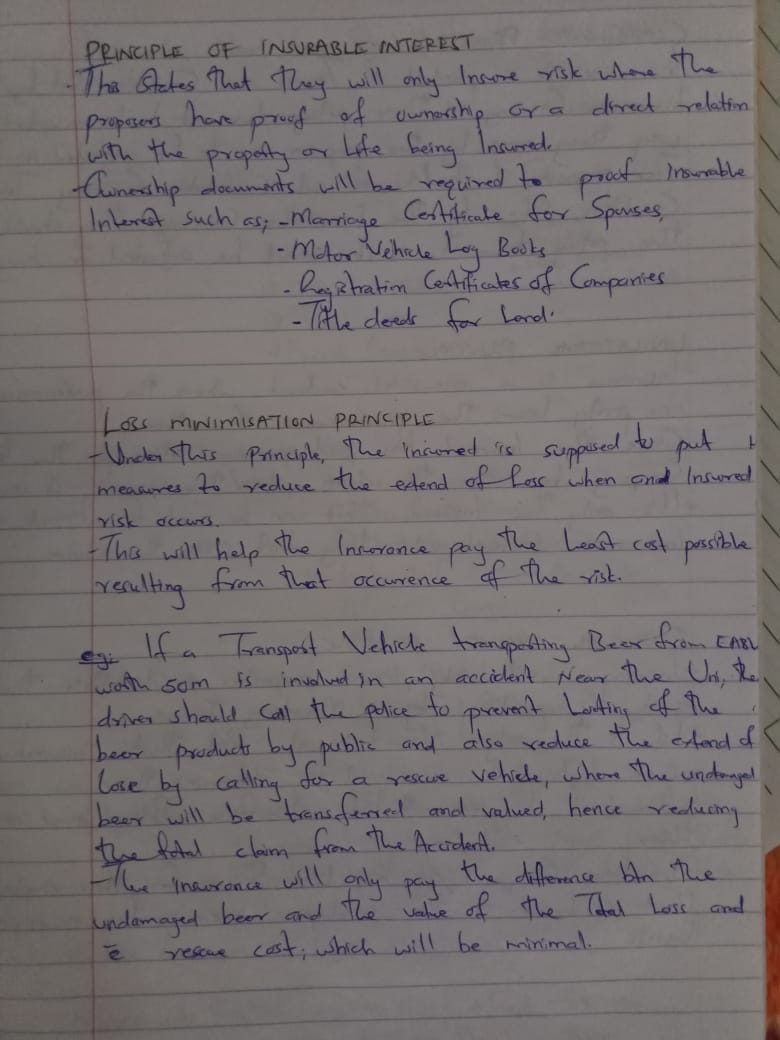 PRINCIPLE OF INSURABLE INTEREST
- This States that they will only Insure risk where the
proposers have proof of ownership or a direct relation
with the property or Life being Insured.
- Ownership documents will be required to proof Insurable
Interest such as; - Marriage Certificate for Spouses,
- Motor Vehicle Log Books
- Registration Certificates of Companies
- Title deeds for Land.
LOSS MINIMISATION PRINCIPLE
- Under this Principle, the insured is supposed to put
measures to reduce the extend of Loss when and Insured
risk occurs.
- This will help the Insurance pay the Least cost possible
resulting from that occurence of the risk.
eg: If a Transport Vehicle transporting Beer from EABL
worth 50m is involved in an accident Near the Uni, the
driver should Call the police to prevent Looting of the
beer products by public and also reduce the extend of
Lose by calling for a rescue vehicle, where the undamaged
beer will be transferred and valued, hence reducing
the total claim from the Accident.
- The insurance will only pay the difference btn the
undamaged beer and the value of the Total Loss and
rescue cost; which will be minimal.